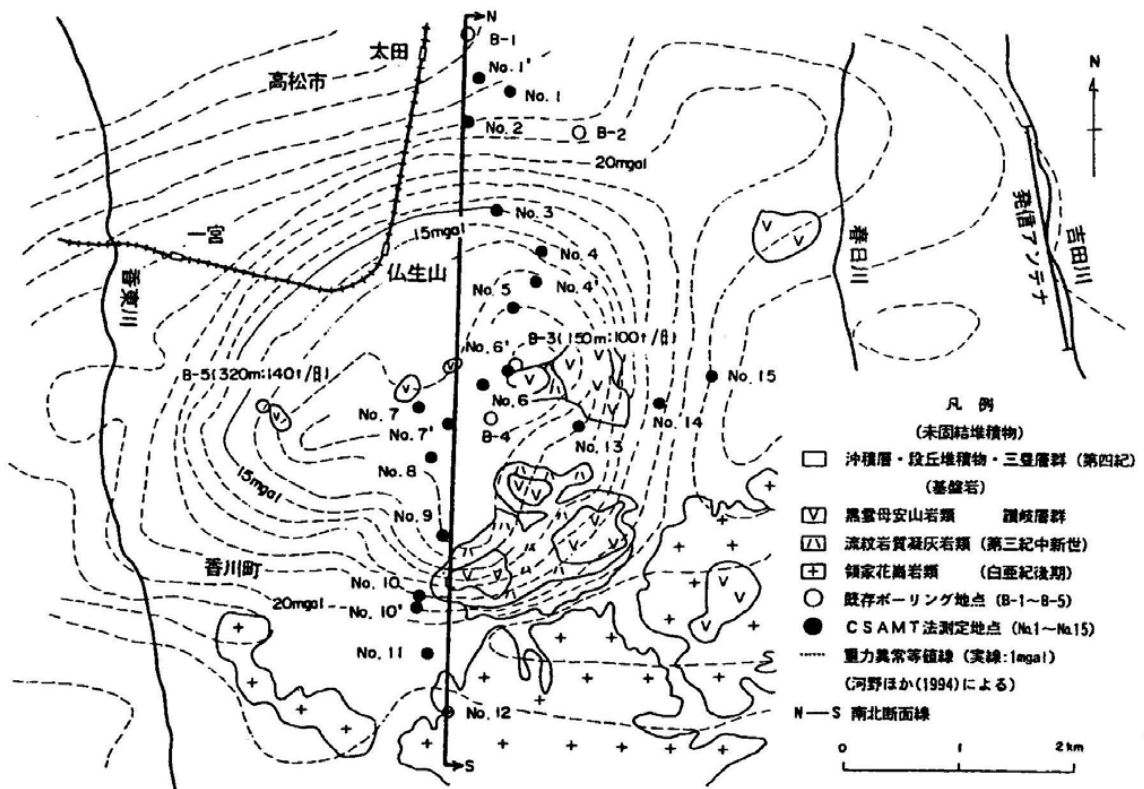 N
B-1
太田
No.1'
高松市
No.1
No.2
B-2
N
20mgal
一宮
15mgal
No.3
仏生山
No.4
No.4'
No.5
香東川
春日川
発信アンテナ
吉田川
No.6'
B-3(150m:100t/日)
B-5(320m:140t/日)
No.6
No.15
No.7
No.7'
B-4
No.13
No.14
No.8
15mgal
No.9
香川町
No.10
20mgal
No.10'
No.11
No.12
S
凡例
(未固結堆積物)
沖積層・段丘堆積物・三豊層群(第四紀)
(基盤岩)
黒雲母安山岩類 讃岐層群
流紋岩質凝灰岩類(第三紀中新世)
領家花崗岩類 (白亜紀後期)
既存ボーリング地点(B-1~B-5)
CSAMT法測定地点(No.1~No.15)
重力異常等値線(実線:1mgal)
(河野ほか(1994)による)
N—S 南北断面線
0 1 2km